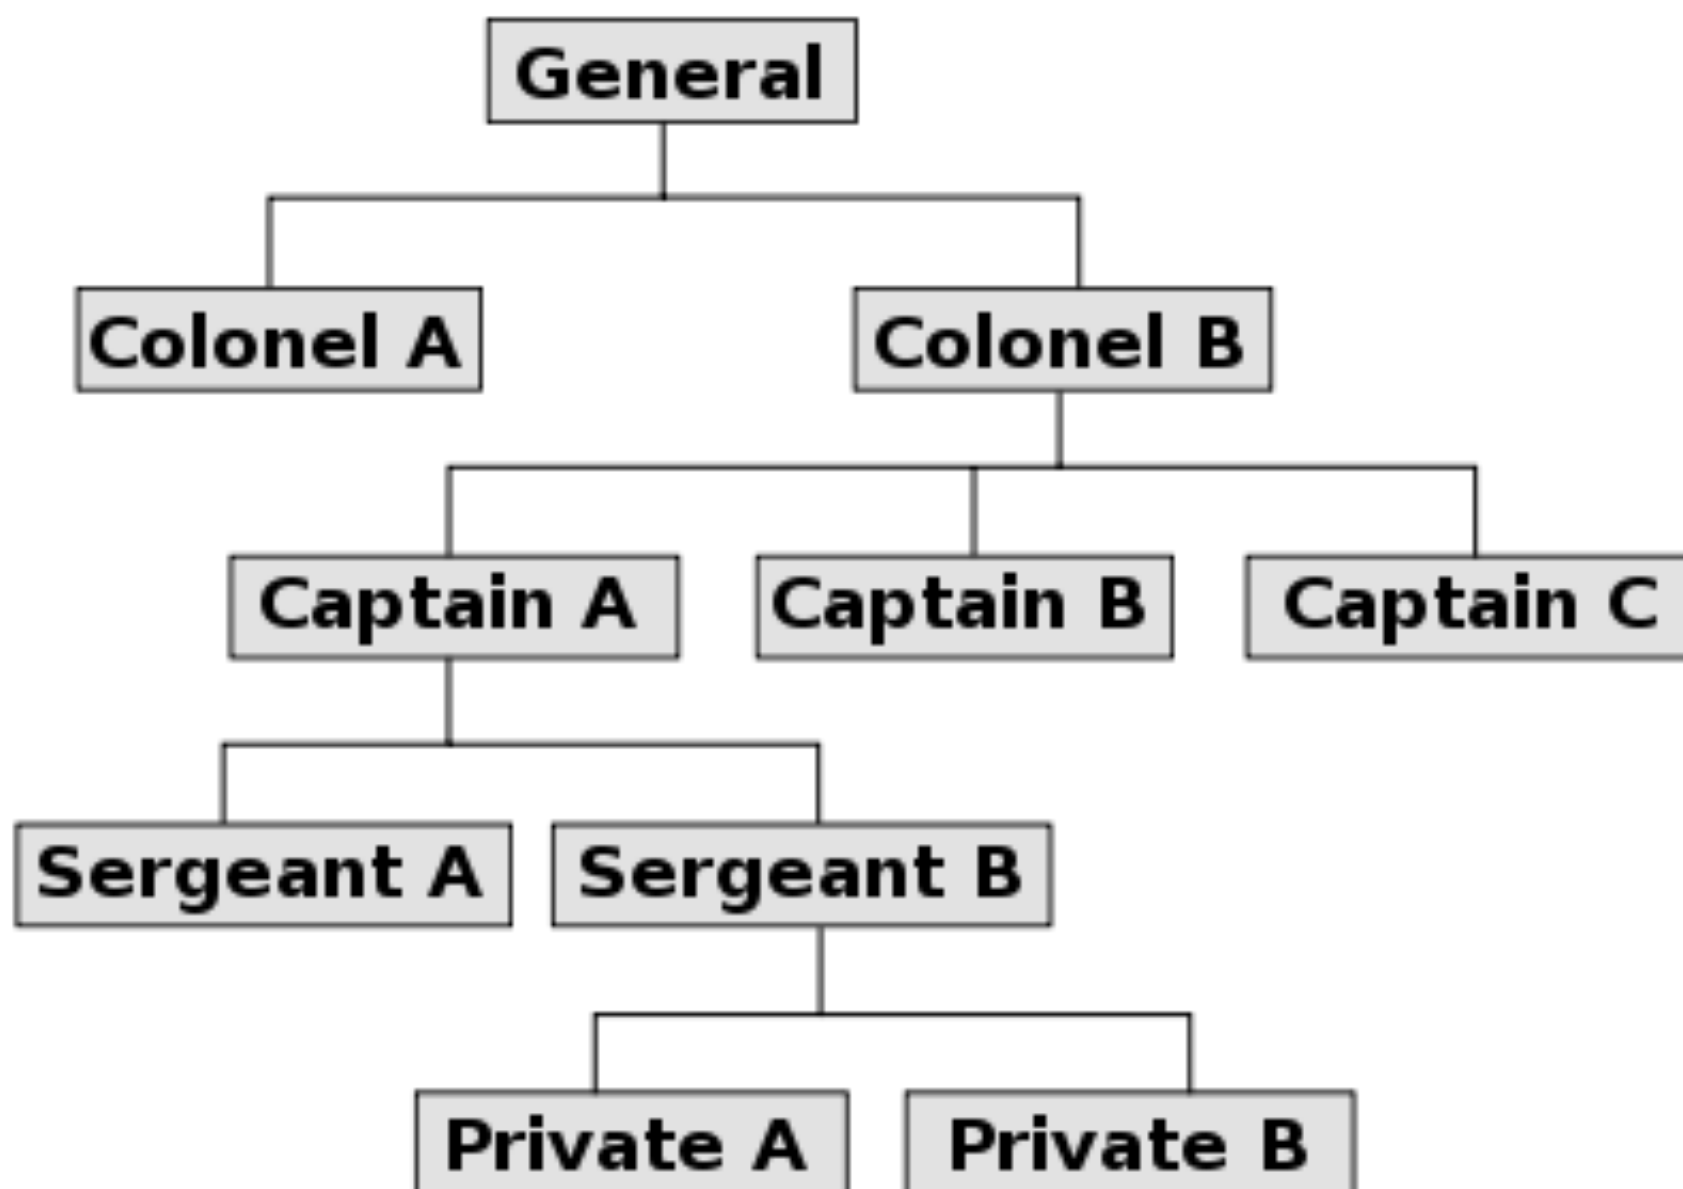 General
Colonel A
Colonel B
Captain A
Captain B
Captain C
Sergeant A
Sergeant B
Private A
Private B